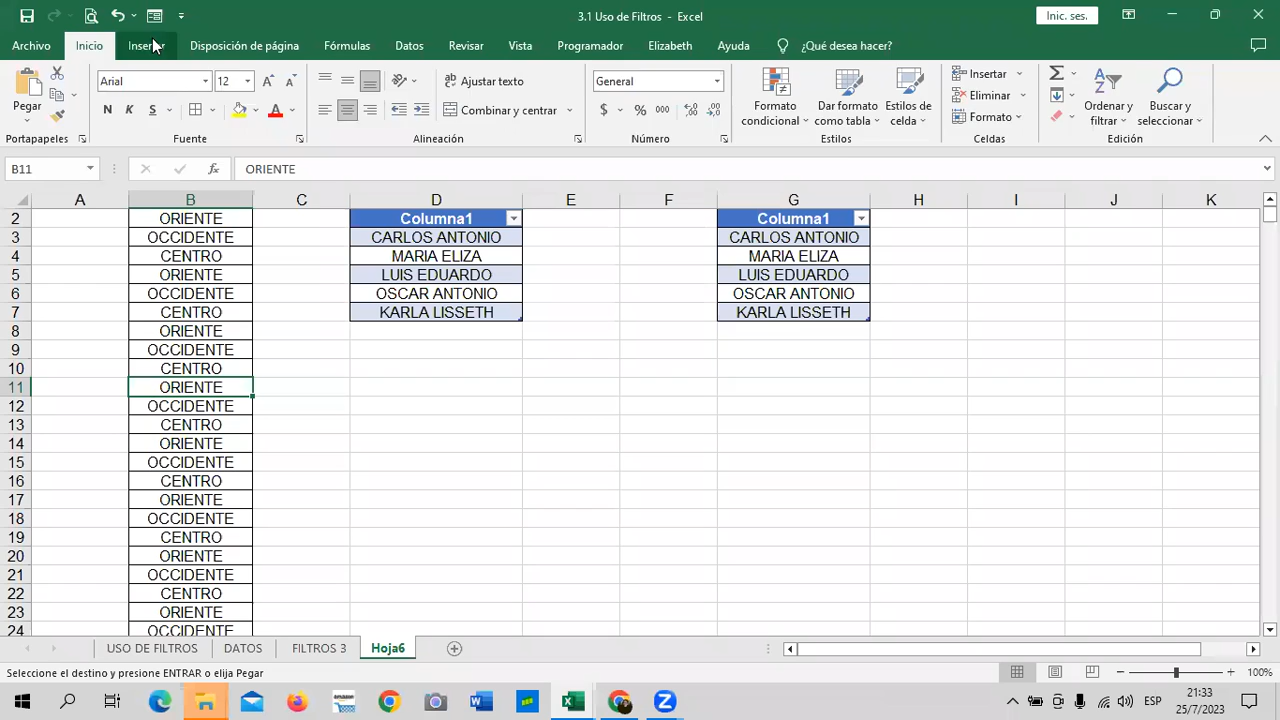 3.1 Uso de Filtros - Excel
Inic. ses.
Archivo Inicio Disposición de página Fórmulas Datos Revisar Vista Programador Elizabeth Ayuda ¿Qué desea hacer?
Pegar
Portapapeles
Arial 12
N K S
Fuente
Ajustar texto
Combinar y centrar
Alineación
General
$ % 000
Número
Formato condicional
Dar formato como tabla
Estilos de celda
Estilos
Insertar
Eliminar
Formato
Celdas
Ordenar y filtrar
Buscar y seleccionar
Edición
B11 fx ORIENTE
A B C D E F G H I J K
2 ORIENTE Columna1 Columna1
3 OCCIDENTE CARLOS ANTONIO CARLOS ANTONIO
4 CENTRO MARIA ELIZA MARIA ELIZA
5 ORIENTE LUIS EDUARDO LUIS EDUARDO
6 OCCIDENTE OSCAR ANTONIO OSCAR ANTONIO
7 CENTRO KARLA LISSETH KARLA LISSETH
8 ORIENTE
9 OCCIDENTE
10 CENTRO
11 ORIENTE
12 OCCIDENTE
13 CENTRO
14 ORIENTE
15 OCCIDENTE
16 CENTRO
17 ORIENTE
18 OCCIDENTE
19 CENTRO
20 ORIENTE
21 OCCIDENTE
22 CENTRO
23 ORIENTE
24 OCCIDENTE
USO DE FILTROS DATOS FILTROS 3 Hoja6
Seleccione el destino y presione ENTRAR o elija Pegar
100%
ESP
21:33
25/7/2023